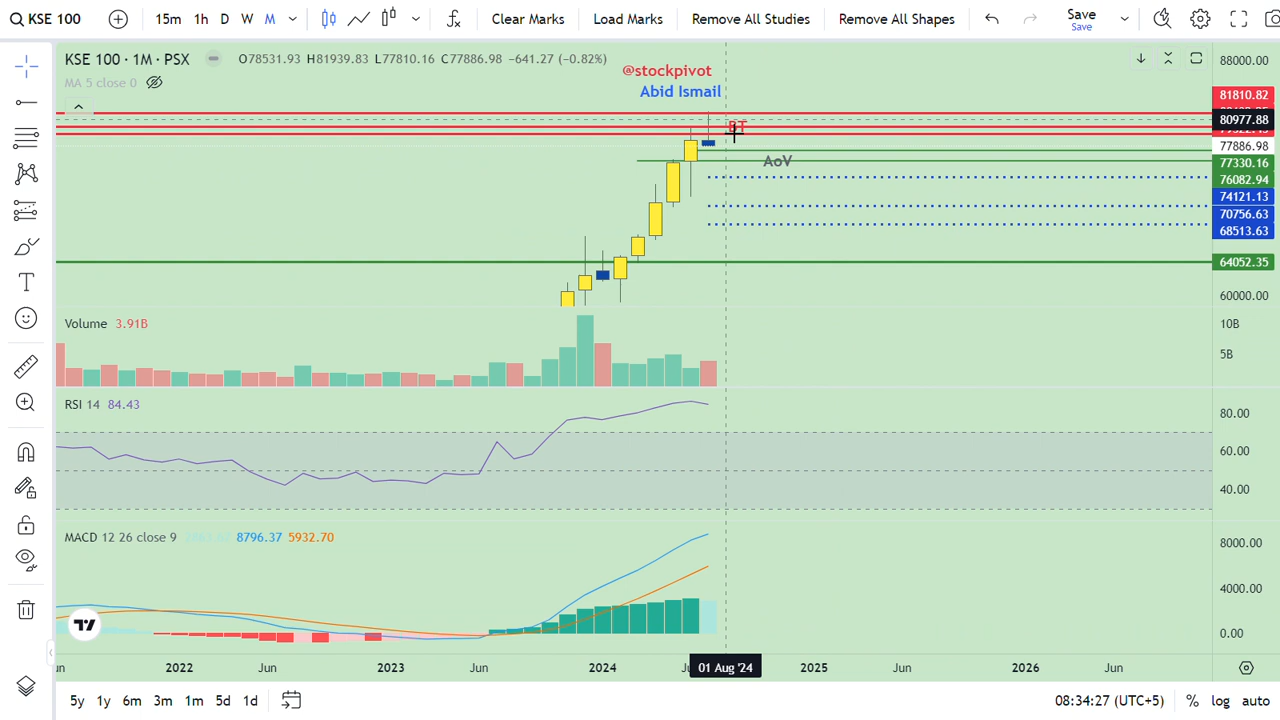 KSE 100 15m 1h D W M Clear Marks Load Marks Remove All Studies Remove All Shapes Save
Save
KSE 100 · 1M · PSX O78531.93 H81939.83 L77810.16 C77886.98 −641.27 (−0.82%)
MA 5 close 0
@stockpivot
Abid Ismail
BT
AoV
88000.00
81810.82
80977.88
77886.98
77330.16
76082.94
74121.13
70756.63
68513.63
64052.35
60000.00
Volume 3.91B
10B
5B
RSI 14 84.43
80.00
60.00
40.00
MACD 12 26 close 9 8796.37 5932.70
8000.00
4000.00
0.00
2022 Jun 2023 Jun 2024 01 Aug '24 2025 Jun 2026 Jun
5y 1y 6m 3m 1m 5d 1d 08:34:27 (UTC+5) % log auto